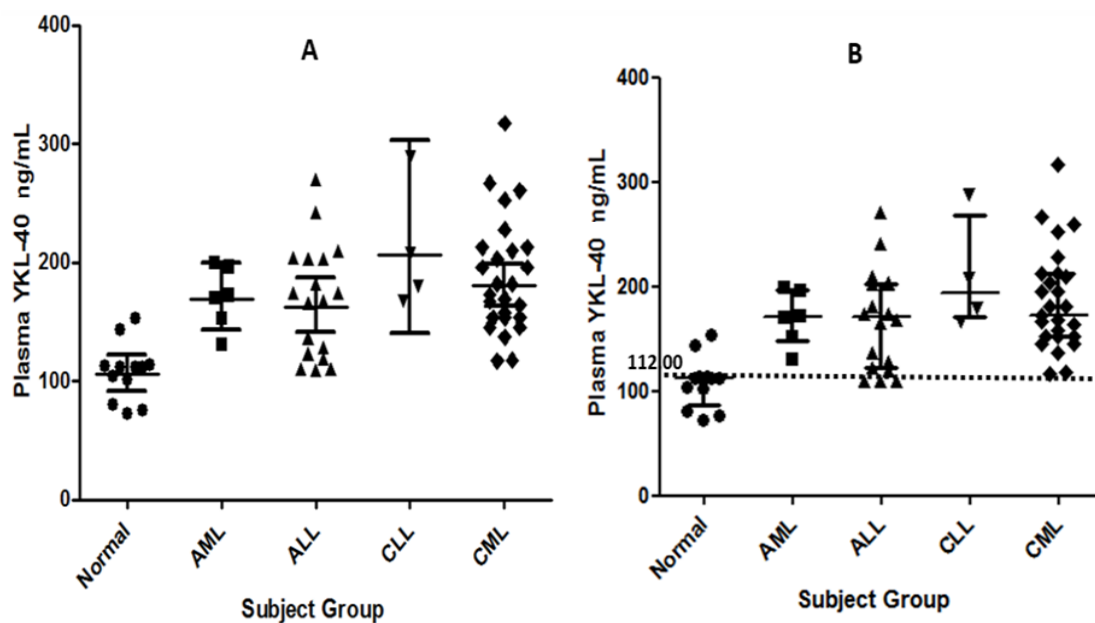 A
Plasma YKL-40 ng/mL
400
300
200
100
0
Normal
AML
ALL
CLL
CML
Subject Group
B
Plasma YKL-40 ng/mL
400
300
200
112.00
100
0
Normal
AML
ALL
CLL
CML
Subject Group